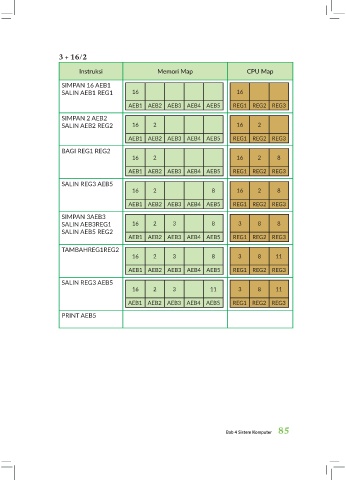 3 + 16/2
Instruksi Memori Map CPU Map
SIMPAN 16 AEB1
SALIN AEB1 REG1
16 16
AEB1 AEB2 AEB3 AEB4 AEB5 REG1 REG2 REG3
SIMPAN 2 AEB2
SALIN AEB2 REG2
16 2 16 2
AEB1 AEB2 AEB3 AEB4 AEB5 REG1 REG2 REG3
BAGI REG1 REG2
16 2 16 2 8
AEB1 AEB2 AEB3 AEB4 AEB5 REG1 REG2 REG3
SALIN REG3 AEB5
16 2 8 16 2 8
AEB1 AEB2 AEB3 AEB4 AEB5 REG1 REG2 REG3
SIMPAN 3AEB3
SALIN AEB3REG1
SALIN AEB5 REG2
16 2 3 8 3 8 8
AEB1 AEB2 AEB3 AEB4 AEB5 REG1 REG2 REG3
TAMBAHREG1REG2
16 2 3 8 3 8 11
AEB1 AEB2 AEB3 AEB4 AEB5 REG1 REG2 REG3
SALIN REG3 AEB5
16 2 3 11 3 8 11
AEB1 AEB2 AEB3 AEB4 AEB5 REG1 REG2 REG3
PRINT AEB5
Bab 4 Sistem Komputer 85